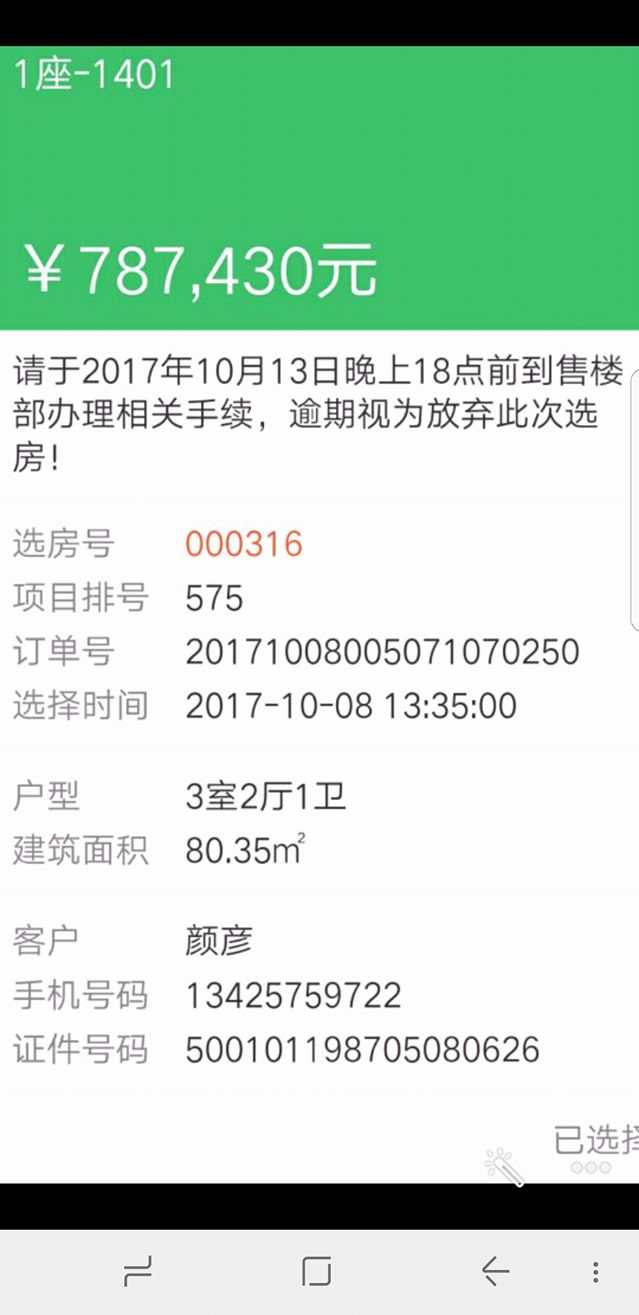 1座-1401
￥787,430元
请于2017年10月13日晚上18点前到售楼
部办理相关手续，逾期视为放弃此次选
房！
选房号 000316
项目排号 575
订单号 20171008005071070250
选择时间 2017-10-08 13:35:00
户型 3室2厅1卫
建筑面积 80.35㎡
客户 颜彦
手机号码 13425759722
证件号码 500101198705080626
已选择